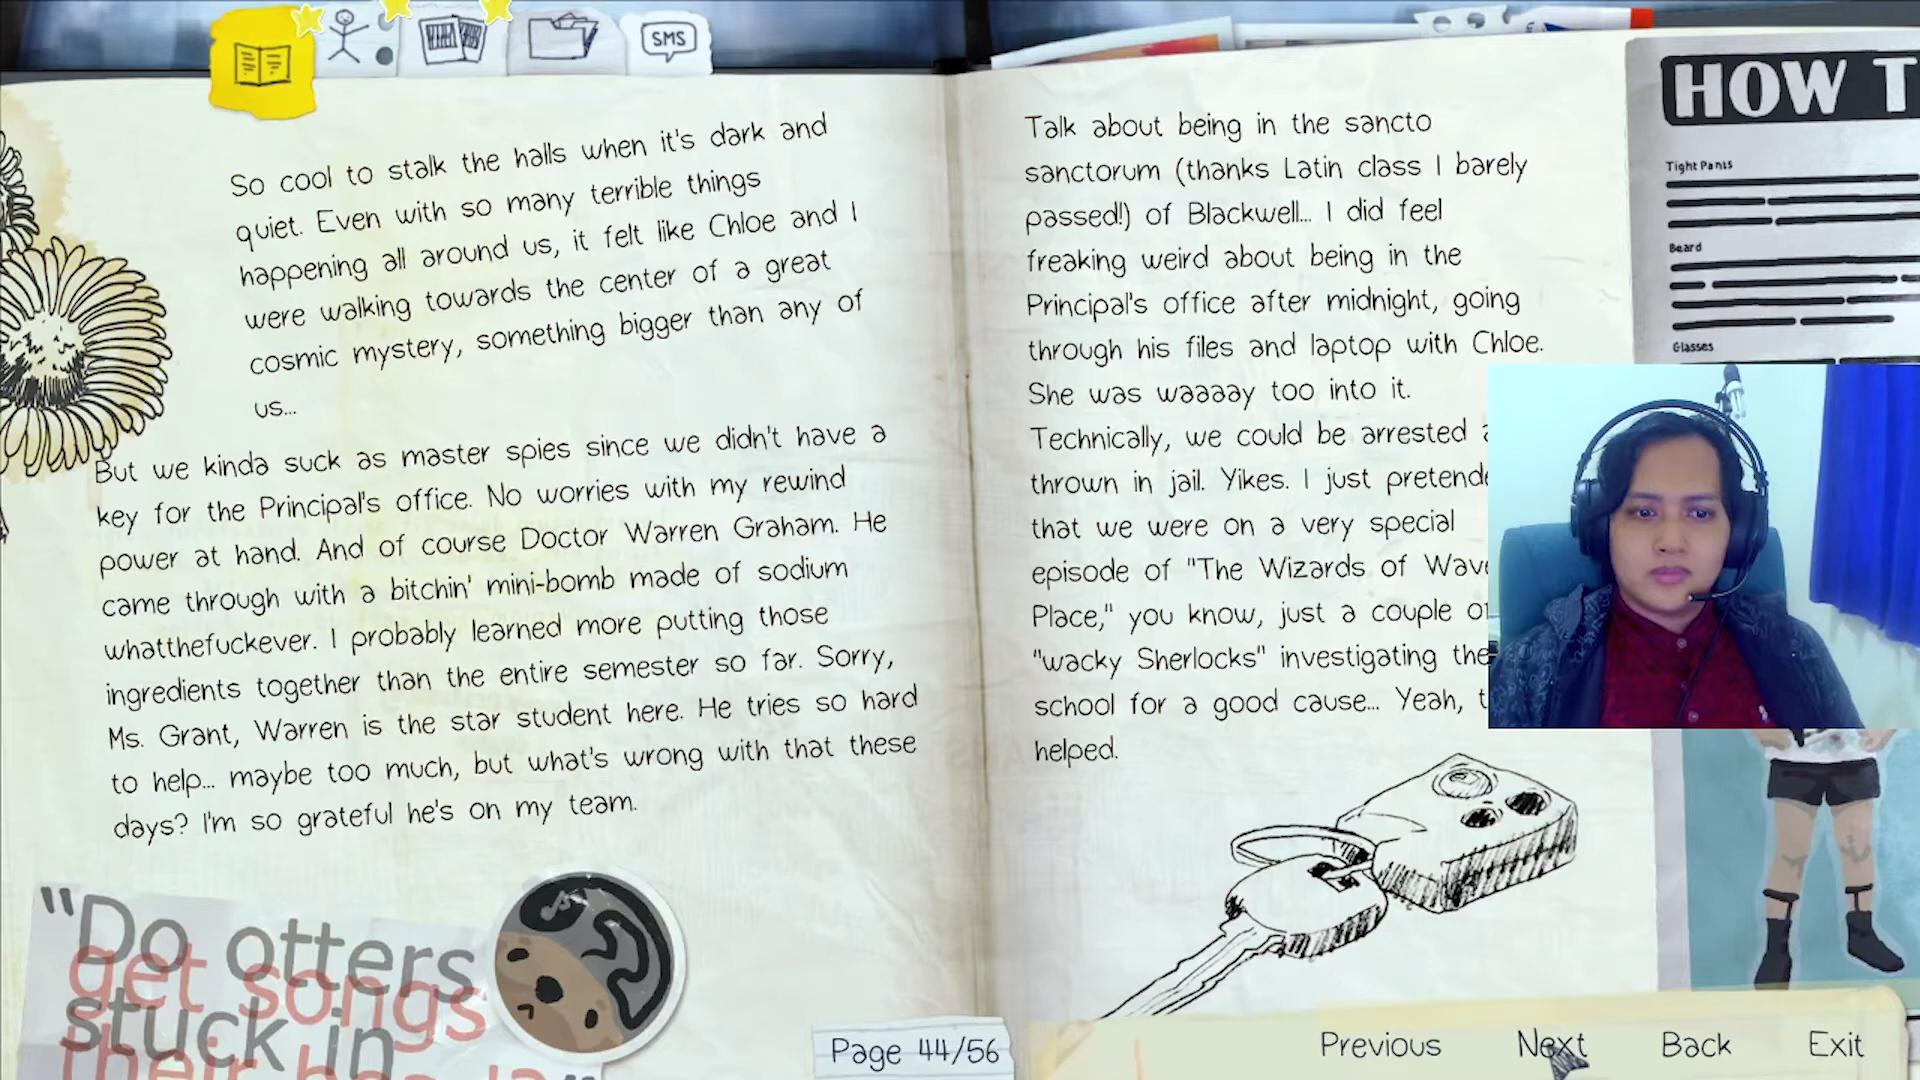 SMS
So cool to stalk the halls when it's dark and
quiet. Even with so many terrible things
happening all around us, it felt like Chloe and I
were walking towards the center of a great
cosmic mystery, something bigger than any of
us...
But we kinda suck as master spies since we didn't have a
key for the Principal's office. No worries with my rewind
power at hand. And of course Doctor Warren Graham. He
came through with a bitchin' mini-bomb made of sodium
whatthefuckever. I probably learned more putting those
ingredients together than the entire semester so far. Sorry,
Ms. Grant, Warren is the star student here. He tries so hard
to help... maybe too much, but what's wrong with that these
days? I'm so grateful he's on my team.
"Do otters
get songs
stuck in
their
Talk about being in the sancto
sanctorum (thanks Latin class I barely
passed!) of Blackwell... I did feel
freaking weird about being in the
Principal's office after midnight, going
through his files and laptop with Chloe.
She was waaaay too into it.
Technically, we could be arrested
thrown in jail. Yikes. I just pretende
that we were on a very special
episode of "The Wizards of Wave
Place," you know, just a couple of
"wacky Sherlocks" investigating the
school for a good cause... Yeah, t
helped.
HOW T
Tight Pants
Beard
Glasses
Page 44/56
Previous Next Back Exit